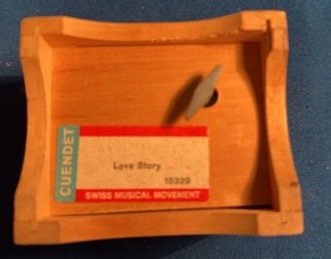 CUENDET
Love Story
15329
SWISS MUSICAL MOVEMENT